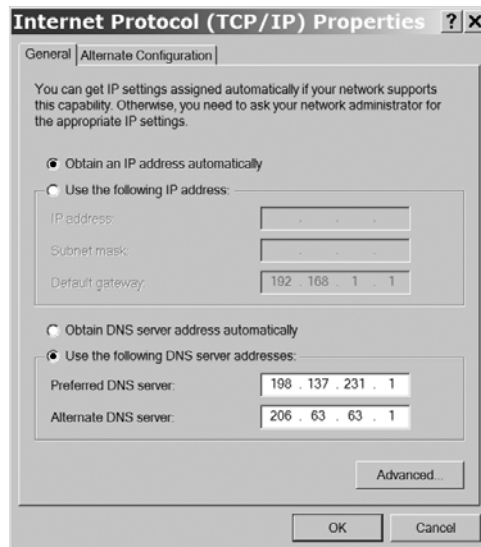 Internet Protocol (TCP/IP) Properties ? X
General Alternate Configuration
You can get IP settings assigned automatically if your network supports
this capability. Otherwise, you need to ask your network administrator for
the appropriate IP settings.
Obtain an IP address automatically
Use the following IP address:
IP address:
Subnet mask:
Default gateway: 192 . 168 . 1 . 1
Obtain DNS server address automatically
Use the following DNS server addresses:
Preferred DNS server: 198 . 137 . 231 . 1
Alternate DNS server: 206 . 63 . 63 . 1
Advanced...
OK Cancel